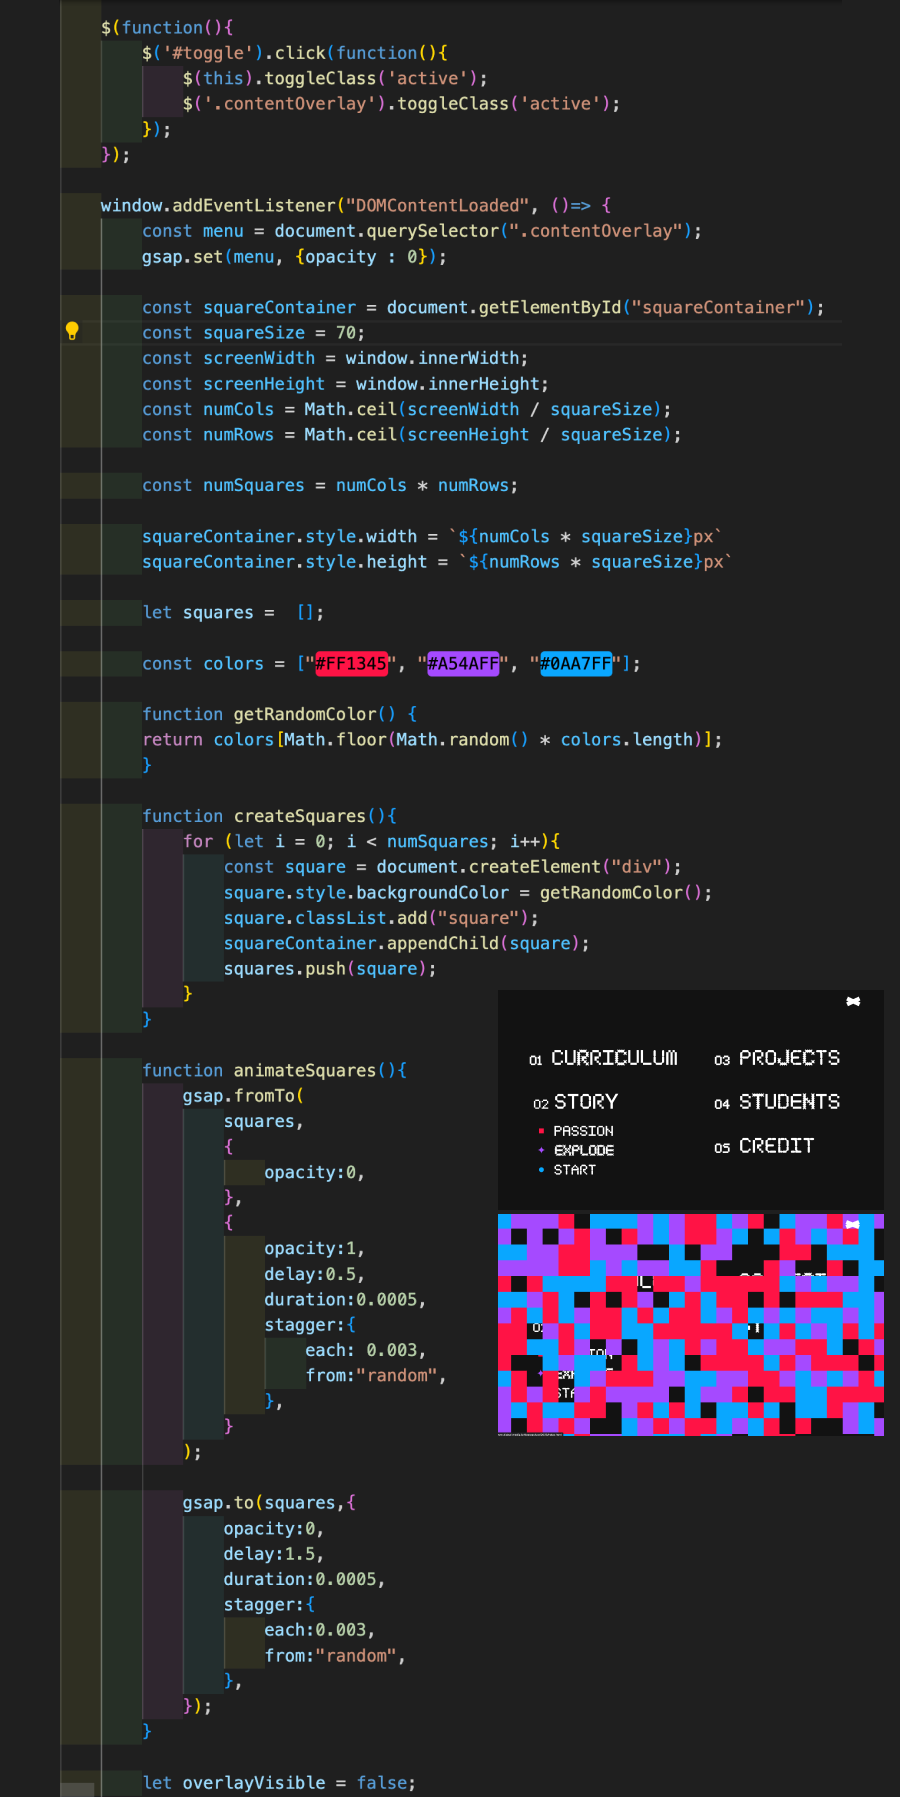 $(function(){
$('#toggle').click(function(){
$(this).toggleClass('active');
$('.contentOverlay').toggleClass('active');
});
});
window.addEventListener("DOMContentLoaded", ()=> {
const menu = document.querySelector(".contentOverlay");
gsap.set(menu, {opacity : 0});
const squareContainer = document.getElementById("squareContainer");
const squareSize = 70;
const screenWidth = window.innerWidth;
const screenHeight = window.innerHeight;
const numCols = Math.ceil(screenWidth / squareSize);
const numRows = Math.ceil(screenHeight / squareSize);
const numSquares = numCols * numRows;
squareContainer.style.width = `${numCols * squareSize}px`
squareContainer.style.height = `${numRows * squareSize}px`
let squares =  [];
const colors = ["#FF1345", "#A54AFF", "#0AA7FF"];
function getRandomColor() {
return colors[Math.floor(Math.random() * colors.length)];
}
function createSquares(){
for (let i = 0; i < numSquares; i++){
const square = document.createElement("div");
square.style.backgroundColor = getRandomColor();
square.classList.add("square");
squareContainer.appendChild(square);
squares.push(square);
}
}
function animateSquares(){
gsap.fromTo(
squares,
{
opacity:0,
},
{
opacity:1,
delay:0.5,
duration:0.0005,
stagger:{
each: 0.003,
from:"random",
},
}
);
gsap.to(squares,{
opacity:0,
delay:1.5,
duration:0.0005,
stagger:{
each:0.003,
from:"random",
},
});
}
let overlayVisible = false;
01 CURRICULUM
02 STORY
PASSION
EXPLODE
START
03 PROJECTS
04 STUDENTS
05 CREDIT